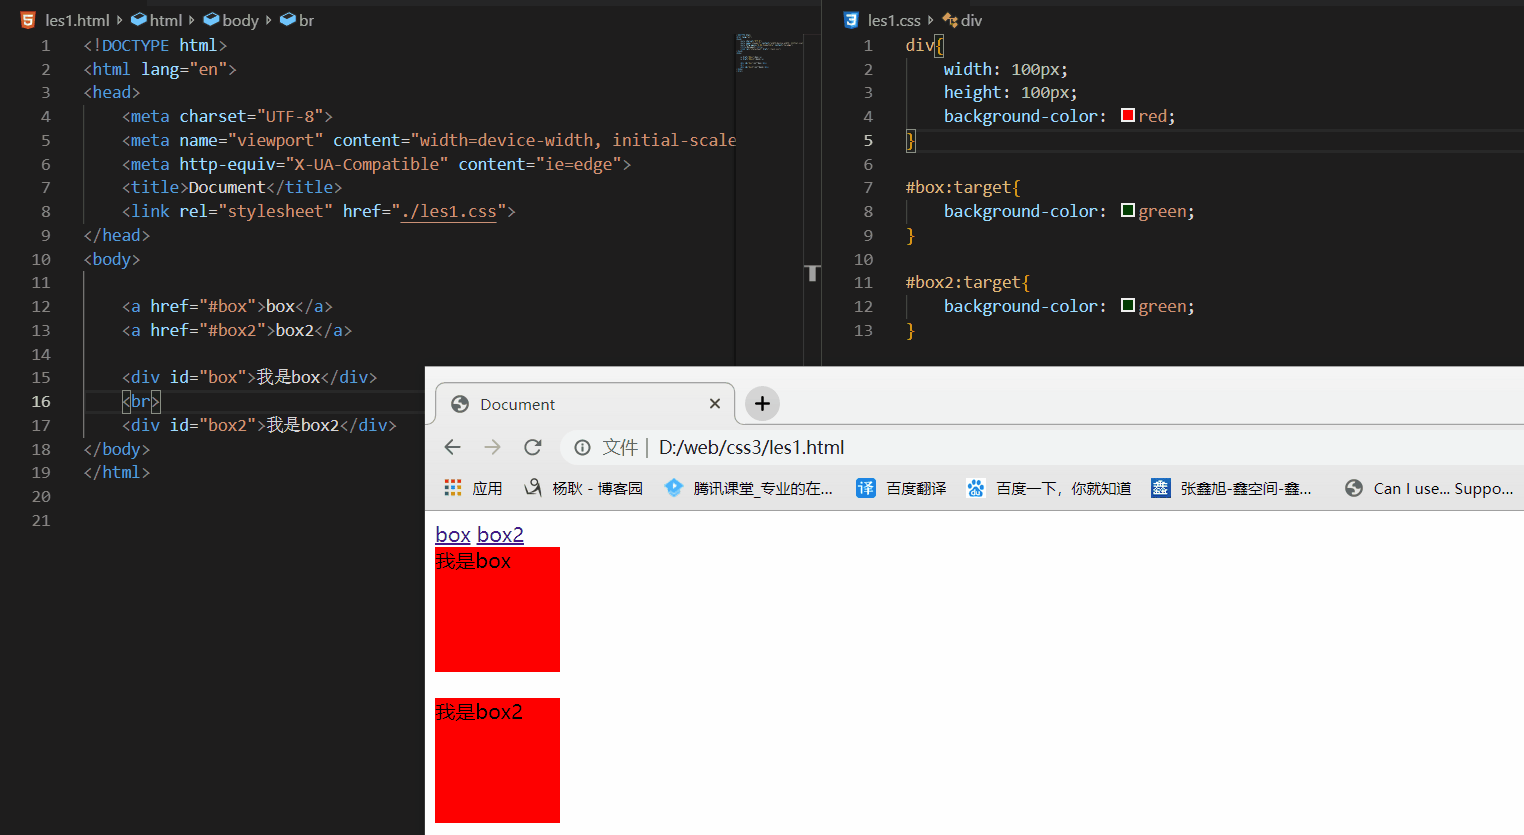 les1.html html body br
1 <!DOCTYPE html>
2 <html lang="en">
3 <head>
4 <meta charset="UTF-8">
5 <meta name="viewport" content="width=device-width, initial-scale
6 <meta http-equiv="X-UA-Compatible" content="ie=edge">
7 <title>Document</title>
8 <link rel="stylesheet" href="./les1.css">
9 </head>
10 <body>
11
12 <a href="#box">box</a>
13 <a href="#box2">box2</a>
14
15 <div id="box">我是box</div>
16 <br>
17 <div id="box2">我是box2</div>
18 </body>
19 </html>
20
21
les1.css div
1 div{
2 width: 100px;
3 height: 100px;
4 background-color: red;
5 }
6
7 #box:target{
8 background-color: green;
9 }
10
11 #box2:target{
12 background-color: green;
13 }
Document
文件 | D:/web/css3/les1.html
应用 杨耿 - 博客园 腾讯课堂_专业的在... 译 百度翻译 du 百度一下，你就知道 鑫 张鑫旭-鑫空间-鑫... Can I use... Suppo...
box box2
我是box
我是box2